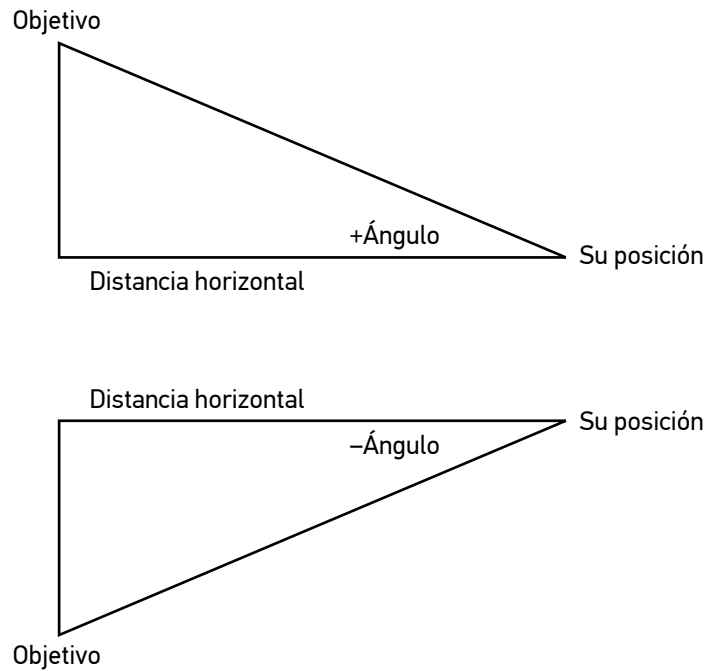 Objetivo
+Ángulo
Su posición
Distancia horizontal
Distancia horizontal
Su posición
–Ángulo
Objetivo